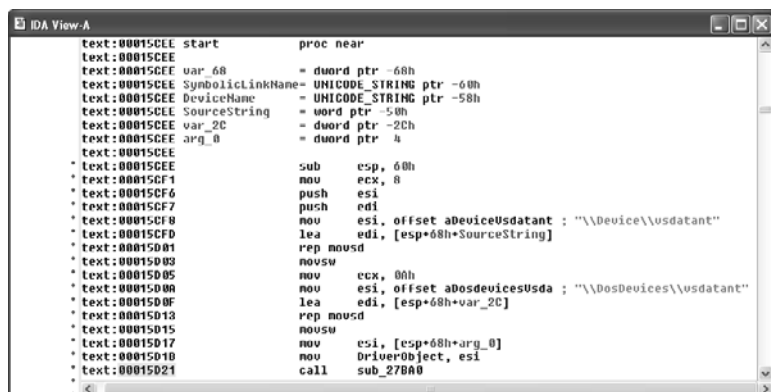 IDA View-A
text:00015CEE start proc near
text:00015CEE
text:00015CEE var_68 = dword ptr -68h
text:00015CEE SymbolicLinkName= UNICODE_STRING ptr -60h
text:00015CEE DeviceName = UNICODE_STRING ptr -58h
text:00015CEE SourceString = word ptr -50h
text:00015CEE var_2C = dword ptr -2Ch
text:00015CEE arg_0 = dword ptr 4
text:00015CEE
text:00015CEE sub esp, 60h
text:00015CF1 mov ecx, 8
text:00015CF6 push esi
text:00015CF7 push edi
text:00015CF8 mov esi, offset aDeviceVsdatant ; "\\Device\\vsdatant"
text:00015CFD lea edi, [esp+68h+SourceString]
text:00015D01 rep movsd
text:00015D03 movsw
text:00015D05 mov ecx, 0Ah
text:00015D0A mov esi, offset aDosdevicesVsda ; "\\DosDevices\\vsdatant"
text:00015D0F lea edi, [esp+68h+var_2C]
text:00015D13 rep movsd
text:00015D15 movsw
text:00015D17 mov esi, [esp+68h+arg_0]
text:00015D1B mov DriverObject, esi
text:00015D21 call sub_27BA0